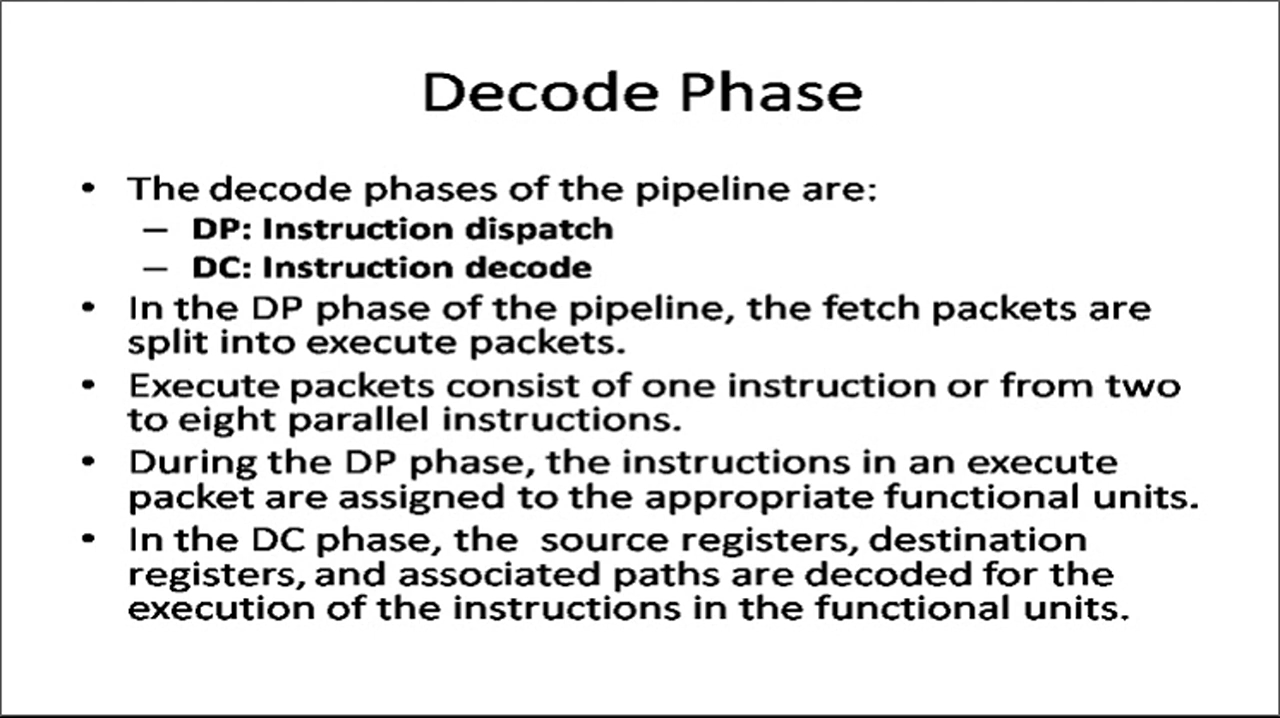 Decode Phase
• The decode phases of the pipeline are:
– DP: Instruction dispatch
– DC: Instruction decode
• In the DP phase of the pipeline, the fetch packets are
split into execute packets.
• Execute packets consist of one instruction or from two
to eight parallel instructions.
• During the DP phase, the instructions in an execute
packet are assigned to the appropriate functional units.
• In the DC phase, the  source registers, destination
registers, and associated paths are decoded for the
execution of the instructions in the functional units.